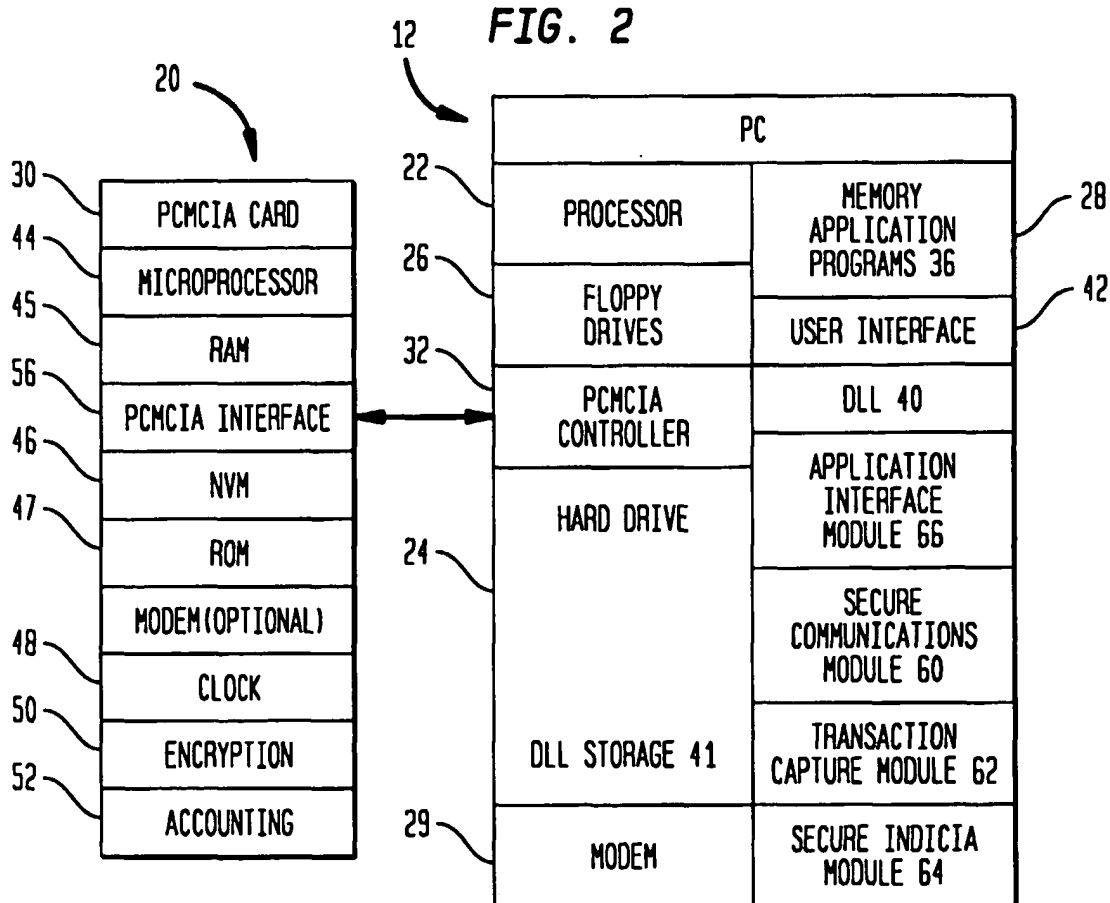 FIG. 2
12
20
PC
30
PCMCIA CARD
44
MICROPROCESSOR
45
RAM
56
PCMCIA INTERFACE
46
NVM
47
ROM
MODEM(OPTIONAL)
48
CLOCK
50
ENCRYPTION
52
ACCOUNTING
22
PROCESSOR
26
FLOPPY
DRIVES
32
PCMCIA
CONTROLLER
24
HARD DRIVE
DLL STORAGE 41
29
MODEM
MEMORY
APPLICATION
PROGRAMS 36
28
USER INTERFACE
42
DLL 40
APPLICATION
INTERFACE
MODULE 66
SECURE
COMMUNICATIONS
MODULE 60
TRANSACTION
CAPTURE MODULE 62
SECURE INDICIA
MODULE 64